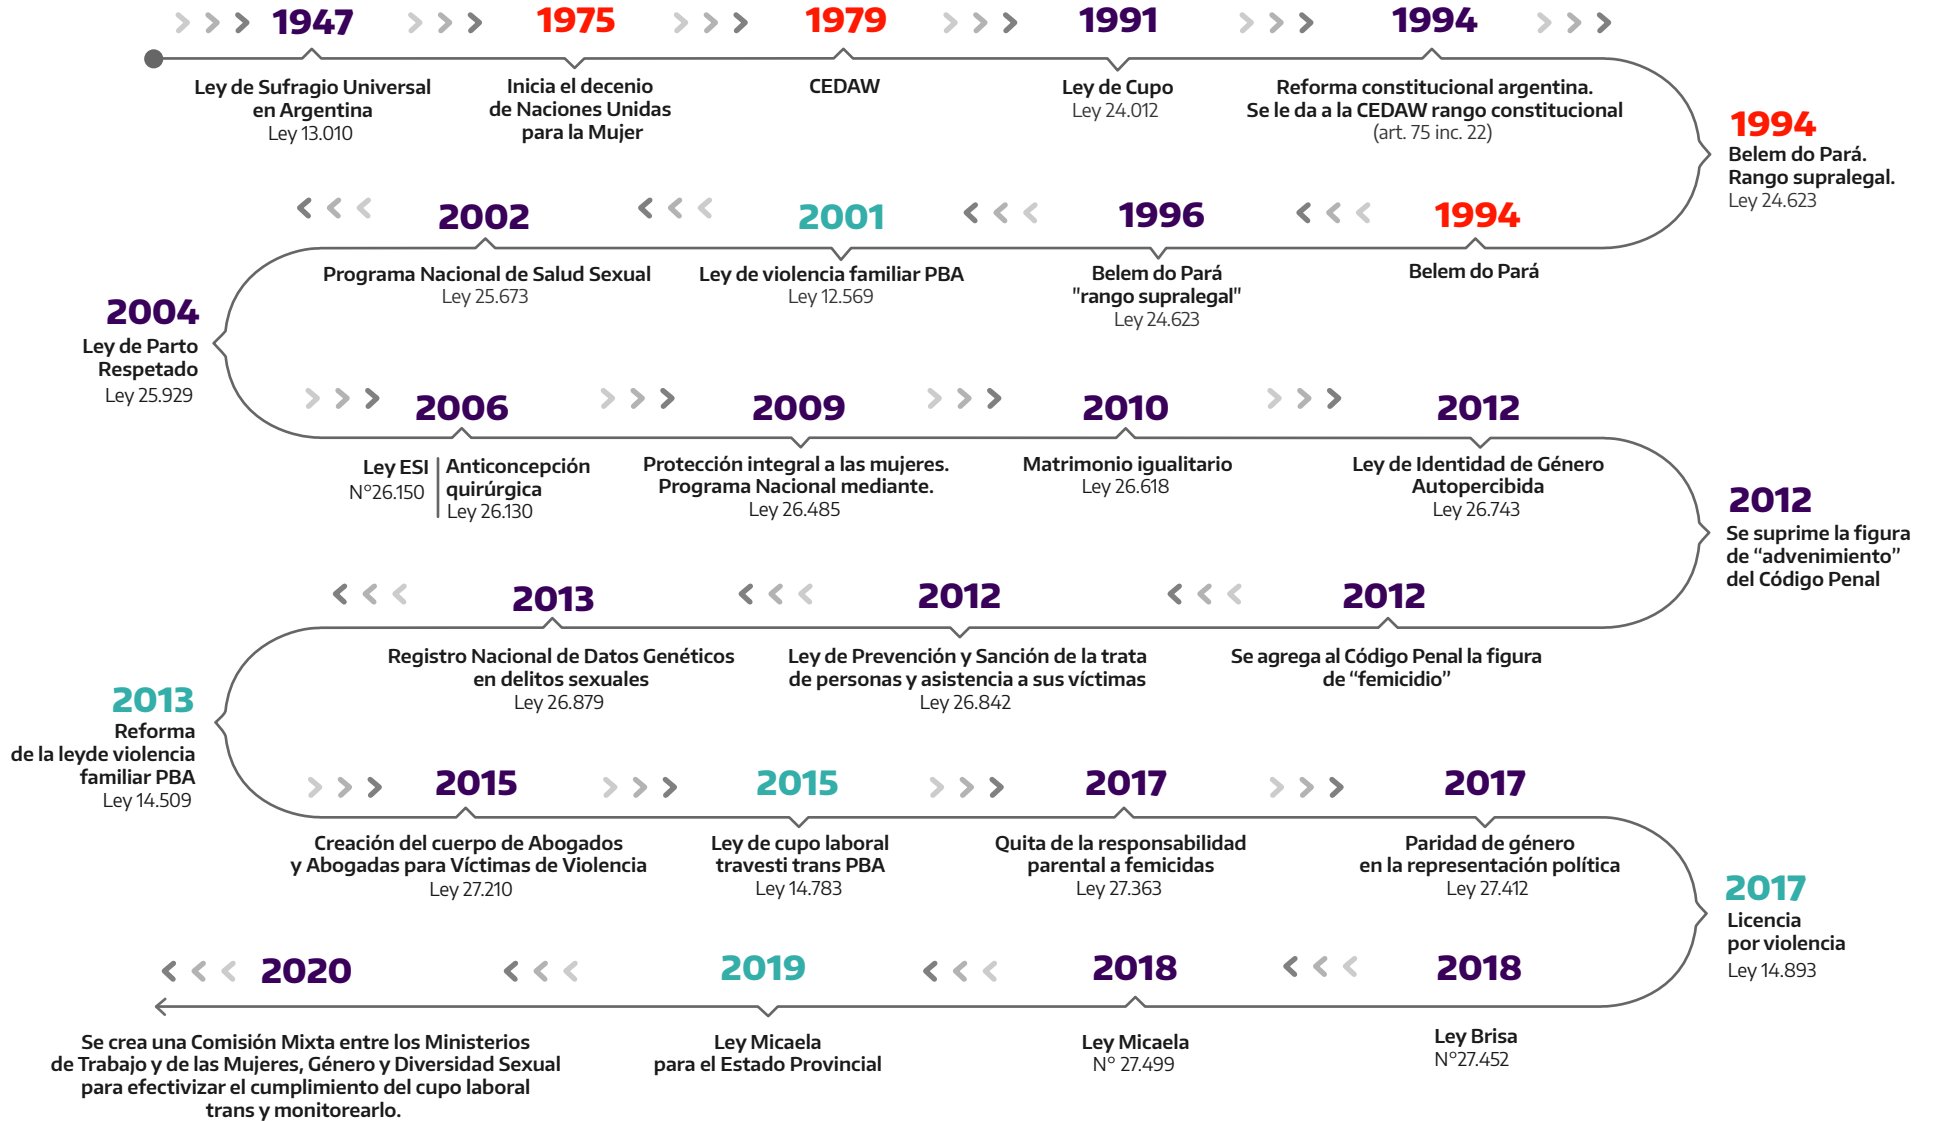 1947
Ley de Sufragio Universal
en Argentina
Ley 13.010
1975
Inicia el decenio
de Naciones Unidas
para la Mujer
1979
CEDAW
1991
Ley de Cupo
Ley 24.012
1994
Reforma constitucional argentina.
Se le da a la CEDAW rango constitucional
(art. 75 inc. 22)
1994
Belem do Pará.
Rango supralegal.
Ley 24.623
1994
Belem do Pará
1996
Belem do Pará
"rango supralegal"
Ley 24.623
2001
Ley de violencia familiar PBA
Ley 12.569
2002
Programa Nacional de Salud Sexual
Ley 25.673
2004
Ley de Parto
Respetado
Ley 25.929
2006
Ley ESI
N°26.150
Anticoncepción
quirúrgica
Ley 26.130
2009
Protección integral a las mujeres.
Programa Nacional mediante.
Ley 26.485
2010
Matrimonio igualitario
Ley 26.618
2012
Ley de Identidad de Género
Autopercibida
Ley 26.743
2012
Se suprime la figura
de “advenimiento”
del Código Penal
2012
Se agrega al Código Penal la figura
de “femicidio”
2012
Ley de Prevención y Sanción de la trata
de personas y asistencia a sus víctimas
Ley 26.842
2013
Registro Nacional de Datos Genéticos
en delitos sexuales
Ley 26.879
2013
Reforma
de la leyde violencia
familiar PBA
Ley 14.509
2015
Creación del cuerpo de Abogados
y Abogadas para Víctimas de Violencia
Ley 27.210
2015
Ley de cupo laboral
travesti trans PBA
Ley 14.783
2017
Quita de la responsabilidad
parental a femicidas
Ley 27.363
2017
Paridad de género
en la representación política
Ley 27.412
2017
Licencia
por violencia
Ley 14.893
2018
Ley Brisa
N°27.452
2018
Ley Micaela
N° 27.499
2019
Ley Micaela
para el Estado Provincial
2020
Se crea una Comisión Mixta entre los Ministerios
de Trabajo y de las Mujeres, Género y Diversidad Sexual
para efectivizar el cumplimiento del cupo laboral
trans y monitorearlo.